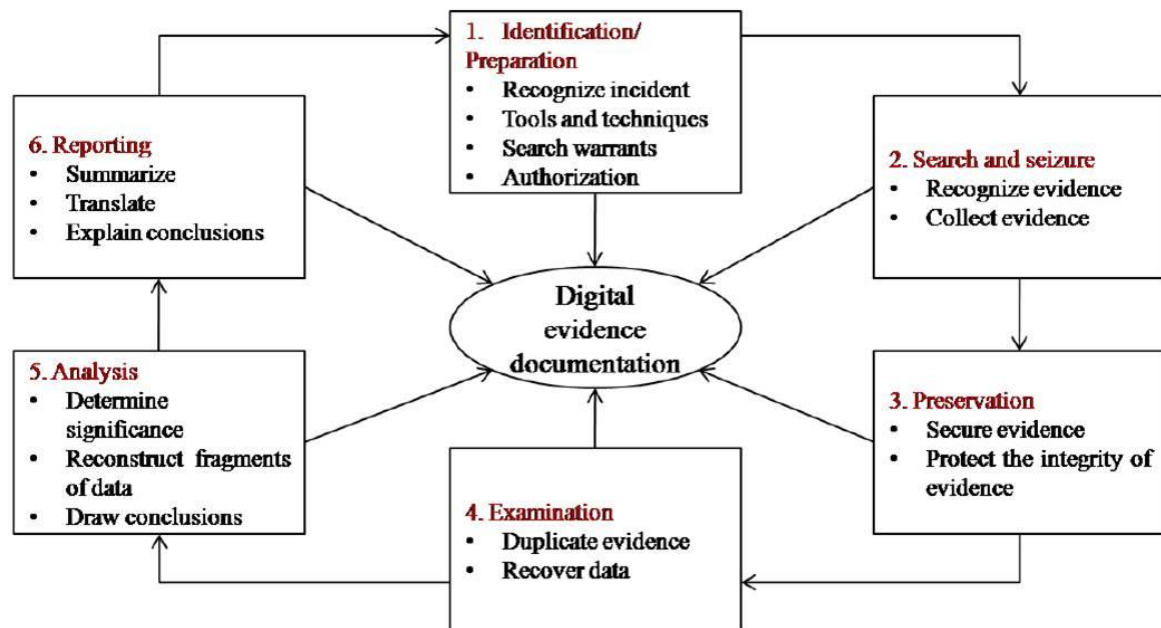 1. Identification/
Preparation
• Recognize incident
• Tools and techniques
• Search warrants
• Authorization
2. Search and seizure
• Recognize evidence
• Collect evidence
3. Preservation
• Secure evidence
• Protect the integrity of
evidence
4. Examination
• Duplicate evidence
• Recover data
5. Analysis
• Determine
significance
• Reconstruct fragments
of data
• Draw conclusions
6. Reporting
• Summarize
• Translate
• Explain conclusions
Digital
evidence
documentation